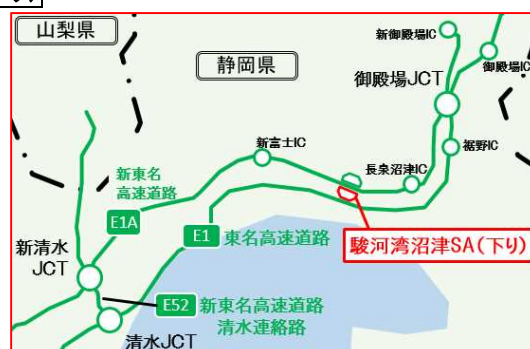 山梨県
静岡県
新御殿場IC
御殿場IC
御殿場JCT
新富士IC
裾野IC
長泉沼津IC
新東名
高速道路
E1A
E1 東名高速道路
駿河湾沼津SA(下り)
新清水
JCT
E52 新東名高速道路
清水連絡路
清水JCT